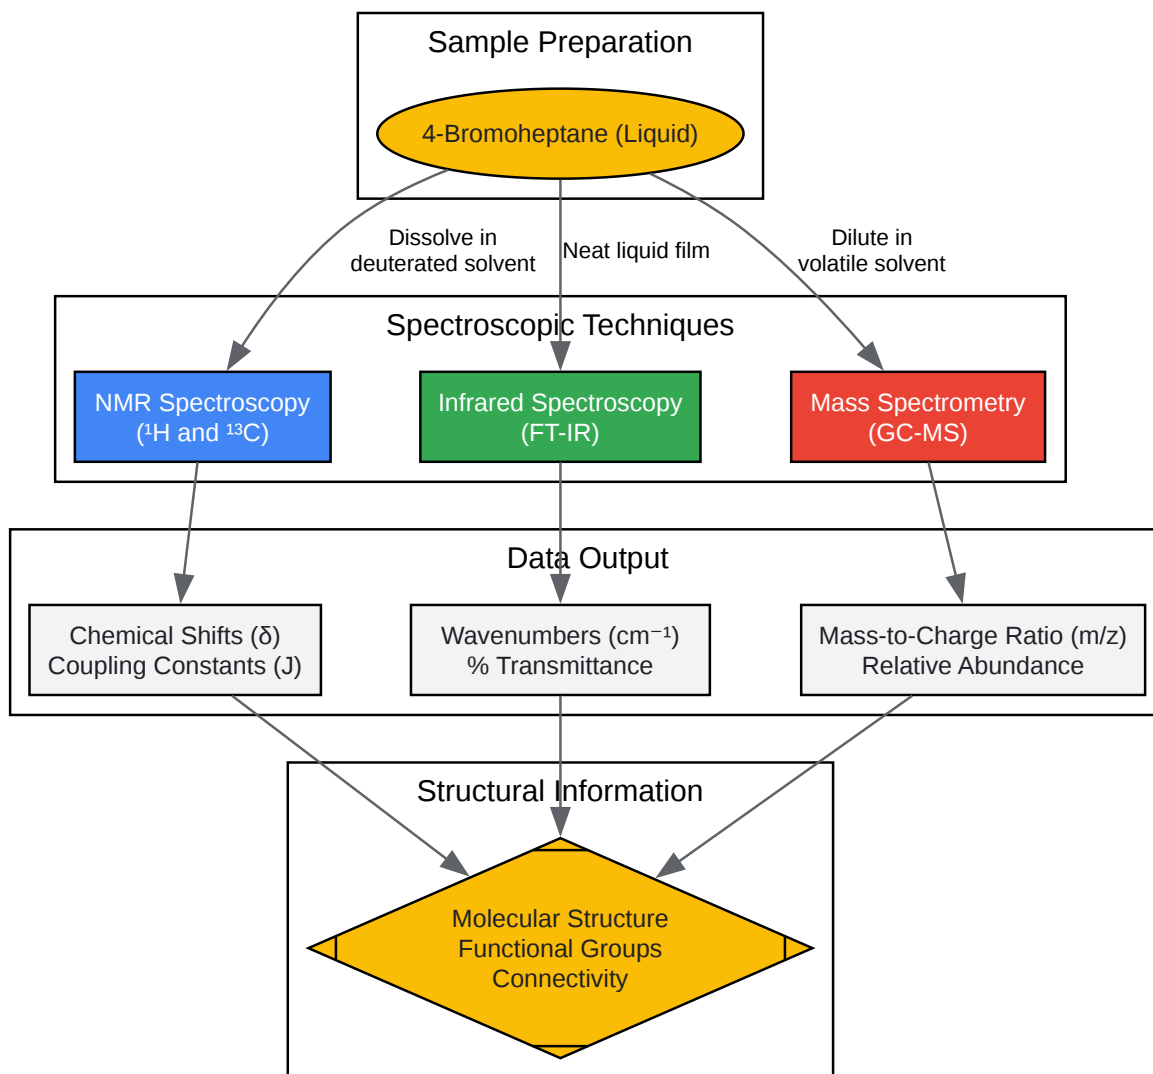 Sample Preparation
4-Bromoheptane (Liquid)
Dissolve in
deuterated solvent
Neat liquid film
Dilute in
volatile solvent
Spectroscopic Techniques
NMR Spectroscopy
(¹H and ¹³C)
Infrared Spectroscopy
(FT-IR)
Mass Spectrometry
(GC-MS)
Data Output
Chemical Shifts (δ)
Coupling Constants (J)
Wavenumbers (cm⁻¹)
% Transmittance
Mass-to-Charge Ratio (m/z)
Relative Abundance
Structural Information
Molecular Structure
Functional Groups
Connectivity